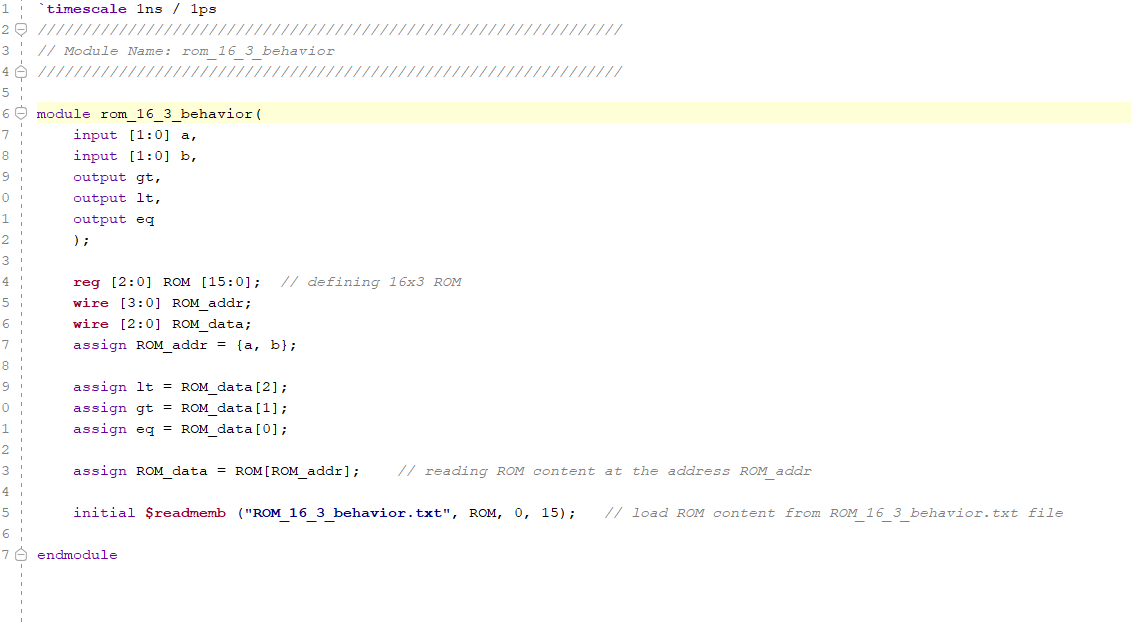 1 `timescale 1ns / 1ps
2 /////////////////////////////////////////////////////////////////
3 // Module Name: rom_16_3_behavior
4 /////////////////////////////////////////////////////////////////
5
6 module rom_16_3_behavior(
7 input [1:0] a,
8 input [1:0] b,
9 output gt,
0 output lt,
1 output eq
2 );
3
4 reg [2:0] ROM [15:0]; // defining 16x3 ROM
5 wire [3:0] ROM_addr;
6 wire [2:0] ROM_data;
7 assign ROM_addr = {a, b};
8
9 assign lt = ROM_data[2];
0 assign gt = ROM_data[1];
1 assign eq = ROM_data[0];
2
3 assign ROM_data = ROM[ROM_addr]; // reading ROM content at the address ROM_addr
4
5 initial $readmemb ("ROM_16_3_behavior.txt", ROM, 0, 15); // load ROM content from ROM_16_3_behavior.txt file
6
7 endmodule